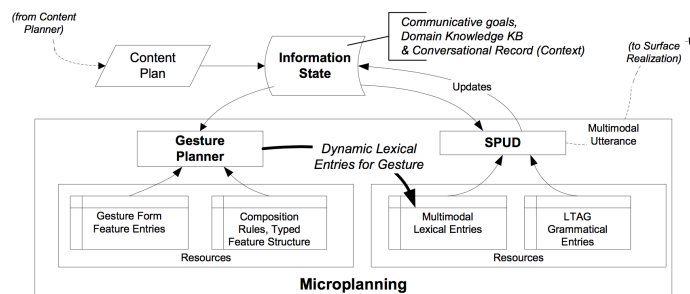 (from Content
Planner)
Content
Plan
Information
State
Communicative goals,
Domain Knowledge KB
& Conversational Record (Context)
(to Surface
Realization)
Updates
Gesture
Planner
Dynamic Lexical
Entries for Gesture
SPUD
Multimodal
Utterance
Gesture Form
Feature Entries
Composition
Rules, Typed
Feature Structure
Resources
Multimodal
Lexical Entries
LTAG
Grammatical
Entries
Resources
Microplanning